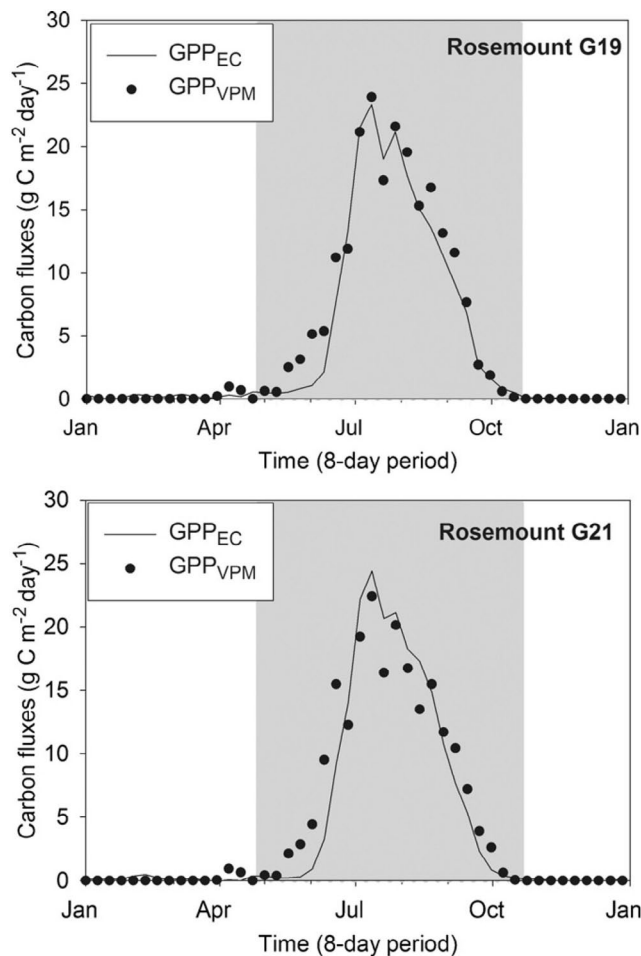 Rosemount G19
GPP_EC
GPP_VPM
30
25
20
15
10
5
0
Carbon fluxes (g C m⁻² day⁻¹)
Jan Apr Jul Oct Jan
Time (8-day period)
Rosemount G21
GPP_EC
GPP_VPM
30
25
20
15
10
5
0
Carbon fluxes (g C m⁻² day⁻¹)
Jan Apr Jul Oct Jan
Time (8-day period)